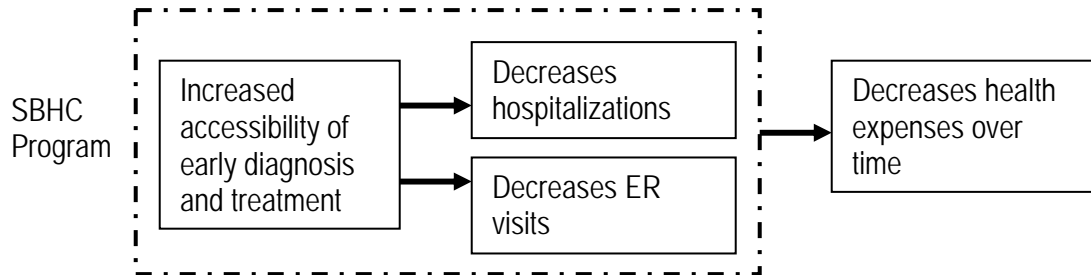 SBHC
Program
Increased
accessibility of
early diagnosis
and treatment
Decreases
hospitalizations
Decreases ER
visits
Decreases health
expenses over
time